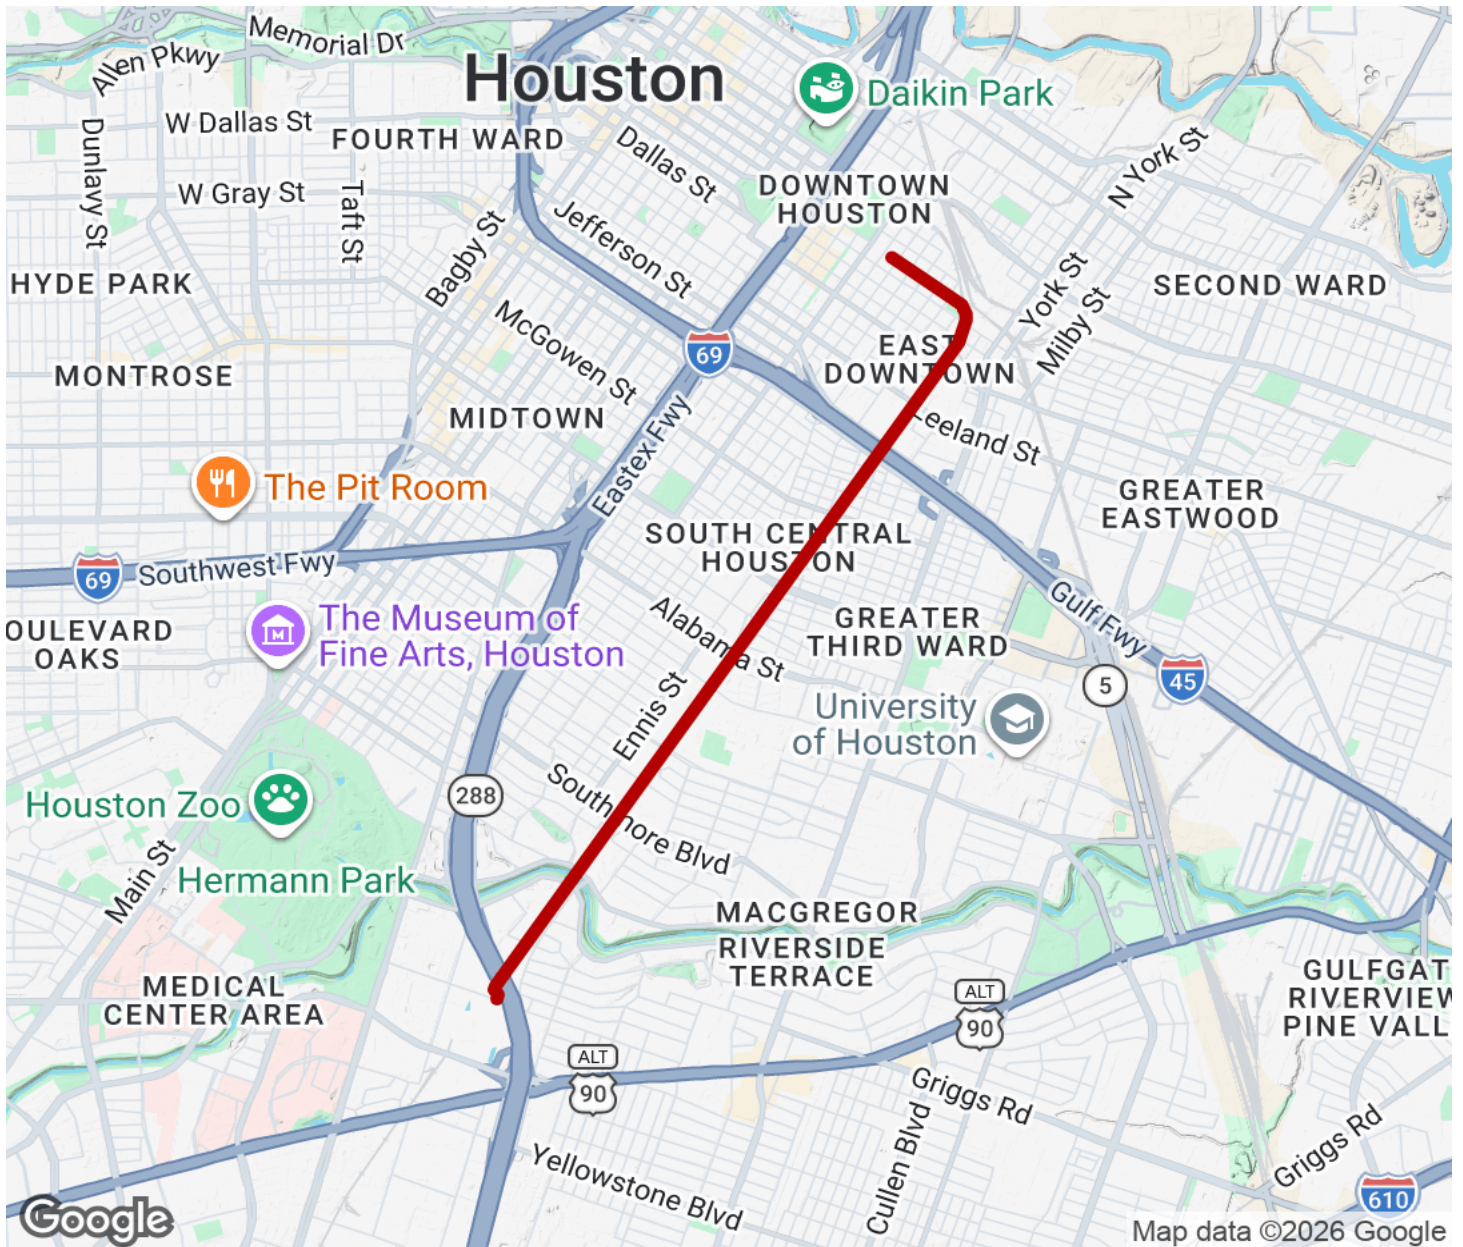 Memorial Dr
Allen Pkwy
Houston
Daikin Park
W Dallas St
Dunlavy St
FOURTH WARD
Dallas St
N York St
W Gray St
Taft St
DOWNTOWN
HOUSTON
Bagby St
Jefferson St
HYDE PARK
York St
SECOND WARD
Milby St
McGowen St
69
EAST
DOWNTOWN
MONTROSE
MIDTOWN
Eastex Fwy
Leeland St
The Pit Room
GREATER
EASTWOOD
SOUTH CENTRAL
HOUSTON
69
Southwest Fwy
Gulf Fwy
OULEVARD
OAKS
The Museum of
Fine Arts, Houston
Alabama St
GREATER
THIRD WARD
5
45
Ennis St
University
of Houston
288
Southmore Blvd
Houston Zoo
Main St
Hermann Park
MACGREGOR
RIVERSIDE
TERRACE
MEDICAL
CENTER AREA
ALT
90
GULFGAT
RIVERVIEW
PINE VALL
ALT
90
Griggs Rd
Cullen Blvd
Griggs Rd
Yellowstone Blvd
610
Google
Map data ©2026 Google